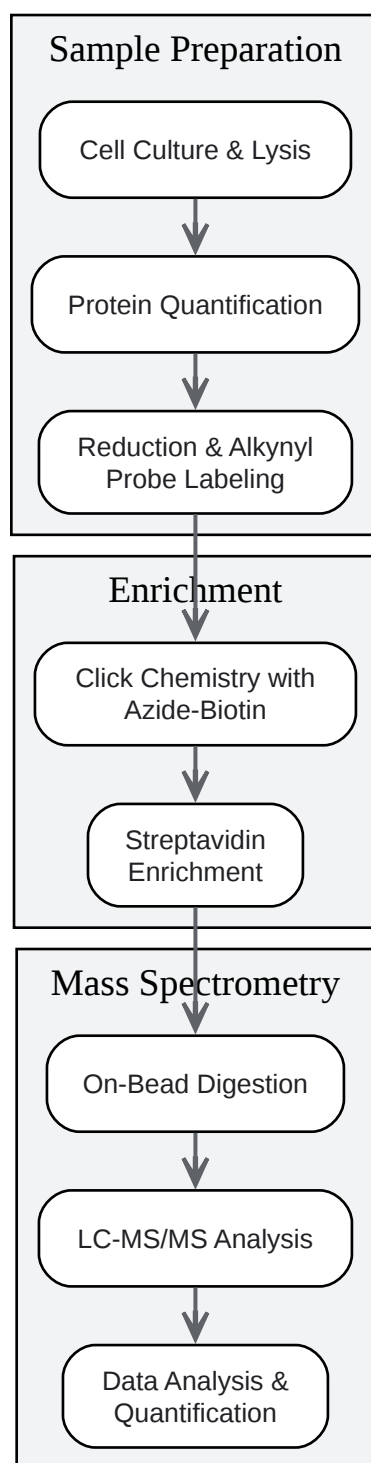 Sample Preparation
Cell Culture & Lysis
Protein Quantification
Reduction & Alkynyl
Probe Labeling
Enrichment
Click Chemistry with
Azide-Biotin
Streptavidin
Enrichment
Mass Spectrometry
On-Bead Digestion
LC-MS/MS Analysis
Data Analysis &
Quantification